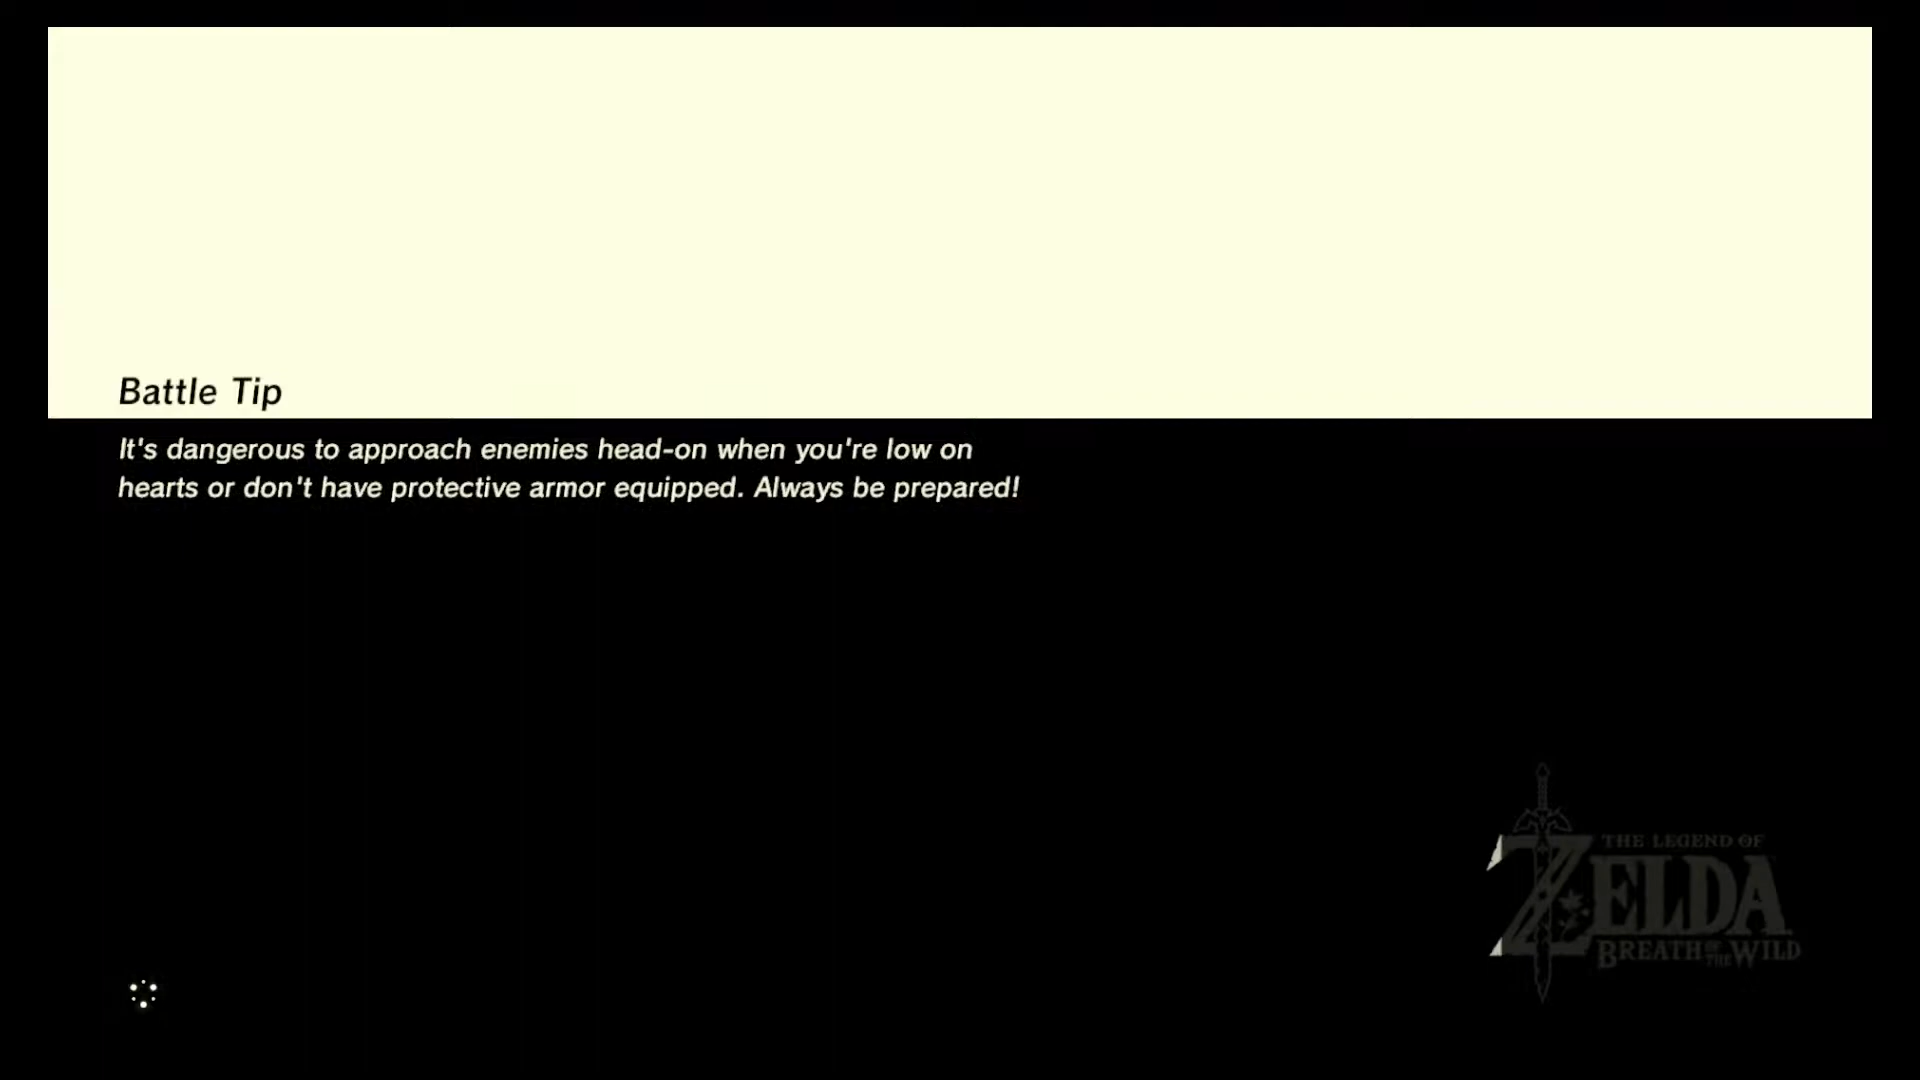 Battle Tip
It's dangerous to approach enemies head-on when you're low on
hearts or don't have protective armor equipped. Always be prepared!
THE LEGEND OF
ZELDA
BREATH OF THE WILD